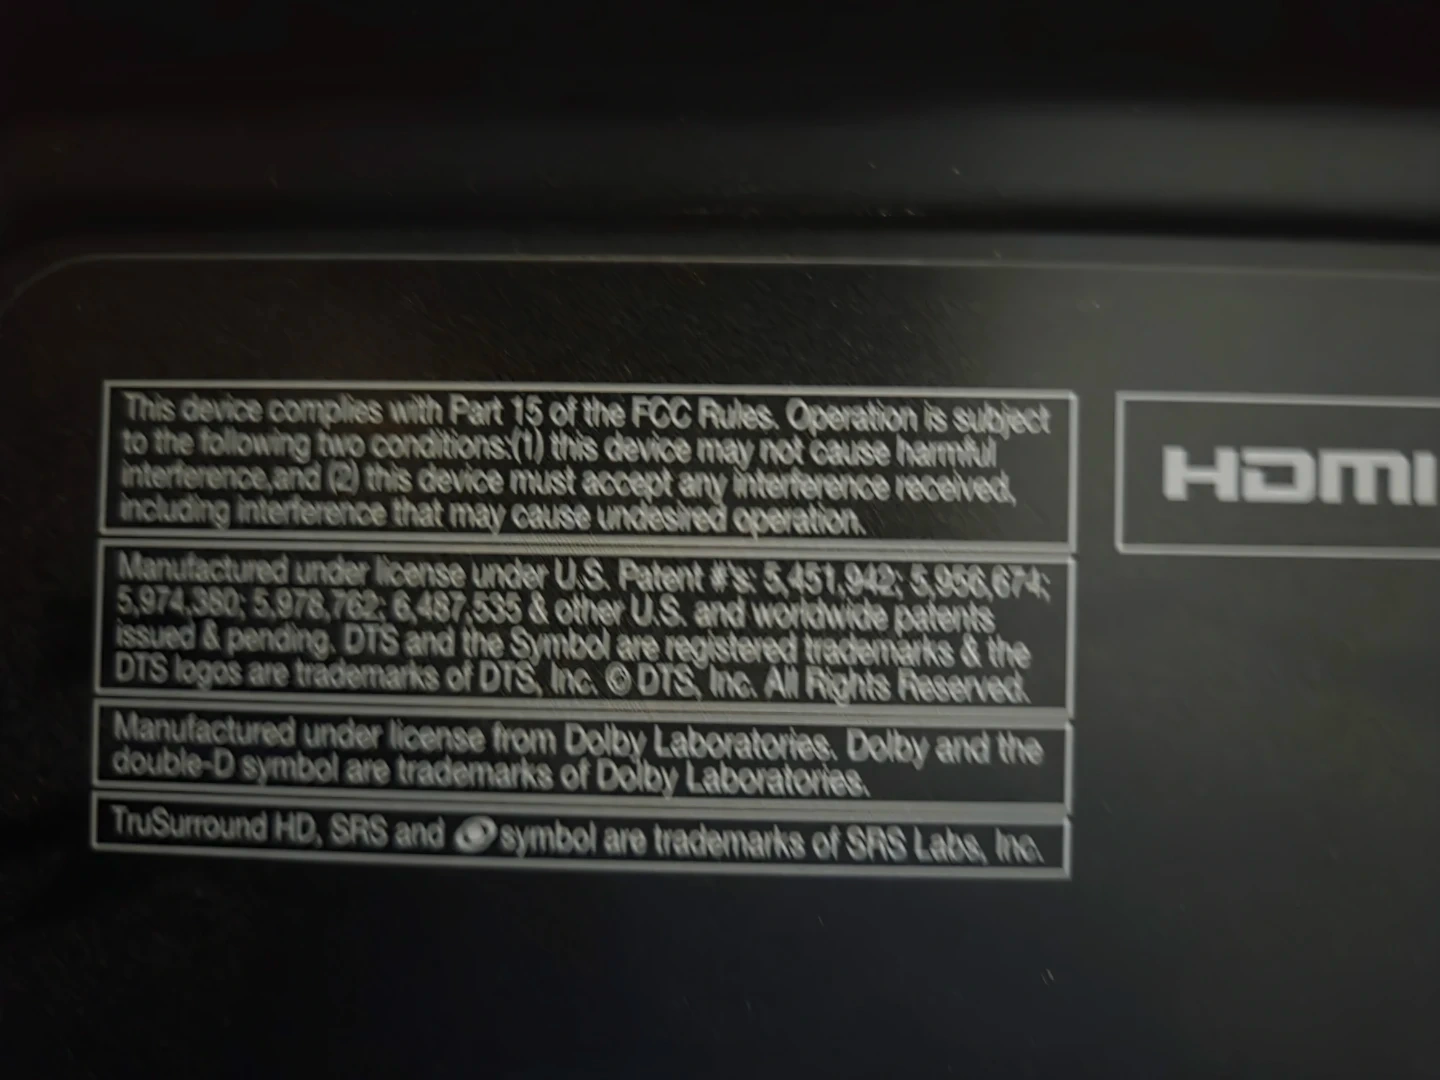 This device complies with Part 15 of the FCC Rules. Operation is subject
to the following two conditions:(1) this device may not cause harmful
interference,and (2) this device must accept any interference received,
including interference that may cause undesired operation.
Manufactured under license under U.S. Patent #'s: 5,451,942; 5,956,674;
5,974,380; 5,978,762; 6,487,535 & other U.S. and worldwide patents
issued & pending. DTS and the Symbol are registered trademarks & the
DTS logos are trademarks of DTS, Inc. © DTS, Inc. All Rights Reserved.
Manufactured under license from Dolby Laboratories. Dolby and the
double-D symbol are trademarks of Dolby Laboratories.
TruSurround HD, SRS and symbol are trademarks of SRS Labs, Inc.
HDMI